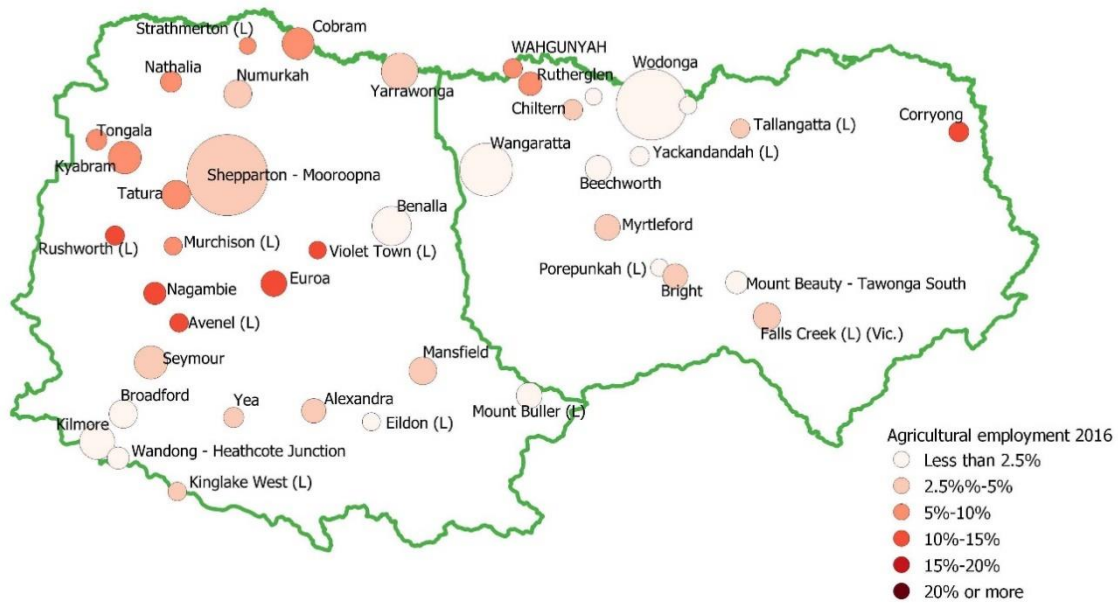 Strathmerton (L)
Cobram
Nathalia
Numurkah
Yarrawonga
WAHGUNYAH
Rutherglen
Chiltern
Wodonga
Tallangatta (L)
Corryong
Tongala
Kyabram
Tatura
Shepparton - Mooroopna
Wangaratta
Yackandandah (L)
Beechworth
Benalla
Myrtleford
Rushworth (L)
Murchison (L)
Violet Town (L)
Nagambie
Euroa
Porepunkah (L)
Bright
Mount Beauty - Tawonga South
Avenel (L)
Falls Creek (L) (Vic.)
Seymour
Mansfield
Broadford
Yea
Alexandra
Eildon (L)
Mount Buller (L)
Kilmore
Wandong - Heathcote Junction
Kinglake West (L)
Agricultural employment 2016
Less than 2.5%
2.5%%-5%
5%-10%
10%-15%
15%-20%
20% or more